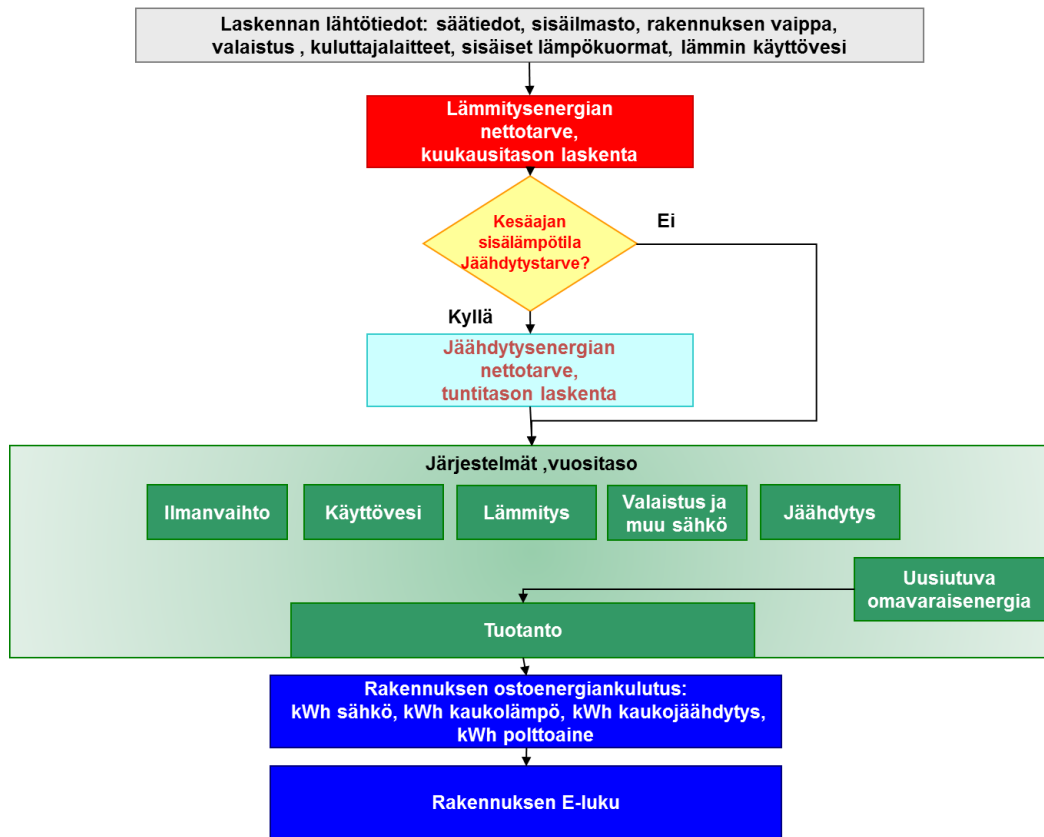 Laskennan lähtötiedot: säätiedot, sisäilmasto, rakennuksen vaippa,
valaistus , kuluttajalaitteet, sisäiset lämpökuormat, lämmin käyttövesi
Lämmitysenergian
nettotarve,
kuukausitason laskenta
Kesäajan
sisälämpötila
Jäähdytystarve?
Ei
Kyllä
Jäähdytysenergian
nettotarve,
tuntitason laskenta
Järjestelmät ,vuositaso
Ilmanvaihto
Käyttövesi
Lämmitys
Valaistus ja
muu sähkö
Jäähdytys
Uusiutuva
omavaraisenergia
Tuotanto
Rakennuksen ostoenergiankulutus:
kWh sähkö, kWh kaukolämpö, kWh kaukojäähdytys,
kWh polttoaine
Rakennuksen E-luku